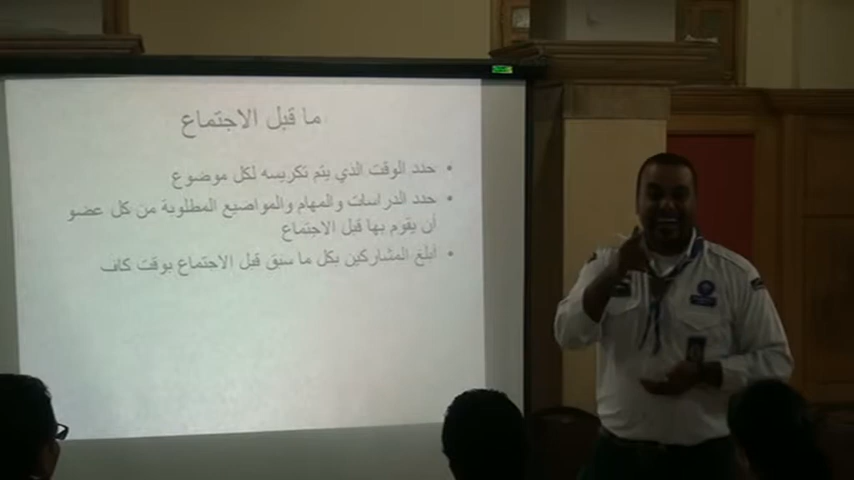 ما قبل الاجتماع
• حدد الوقت الذي يتم تكريسه لكل موضوع
• حدد الدراسات والمهام والمواضيع المطلوبة من كل عضو
أن يقوم بها قبل الاجتماع
• أبلغ المشاركين بكل ما سبق قبل الاجتماع بوقت كاف